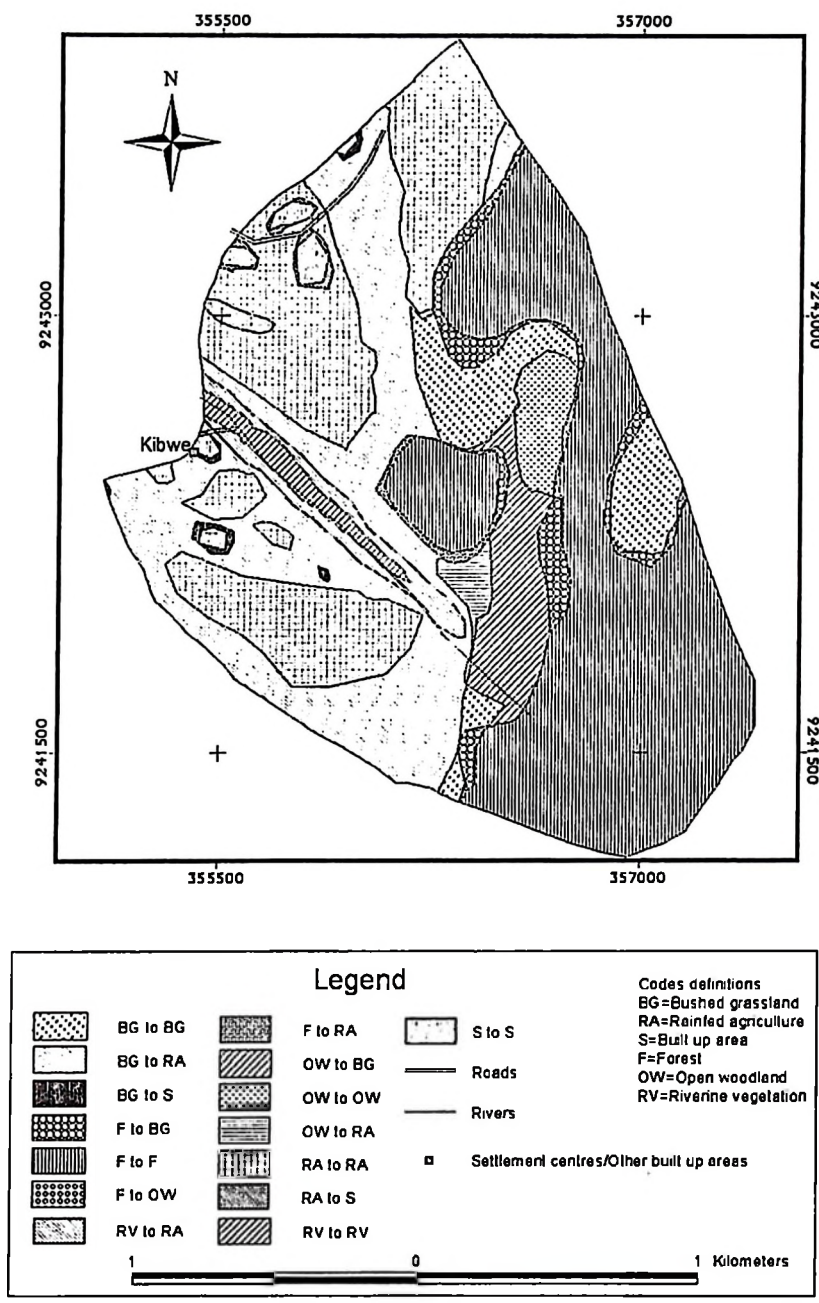 355500 357000
N
9243000 9243000
Kibwe
9241500 9241500
355500 357000
Legend
BG to BG
BG to RA
BG to S
F to BG
F to F
F to OW
RV to RA
F to RA
OW to BG
OW to OW
OW to RA
RA to RA
RA to S
RV to RV
S to S
Roads
Rivers
Settlement centres/Other built up areas
Codes definitions
BG=Bushed grassland
RA=Rainfed agriculture
S=Built up area
F=Forest
OW=Open woodland
RV=Riverine vegetation
1 0 1 Kilometers